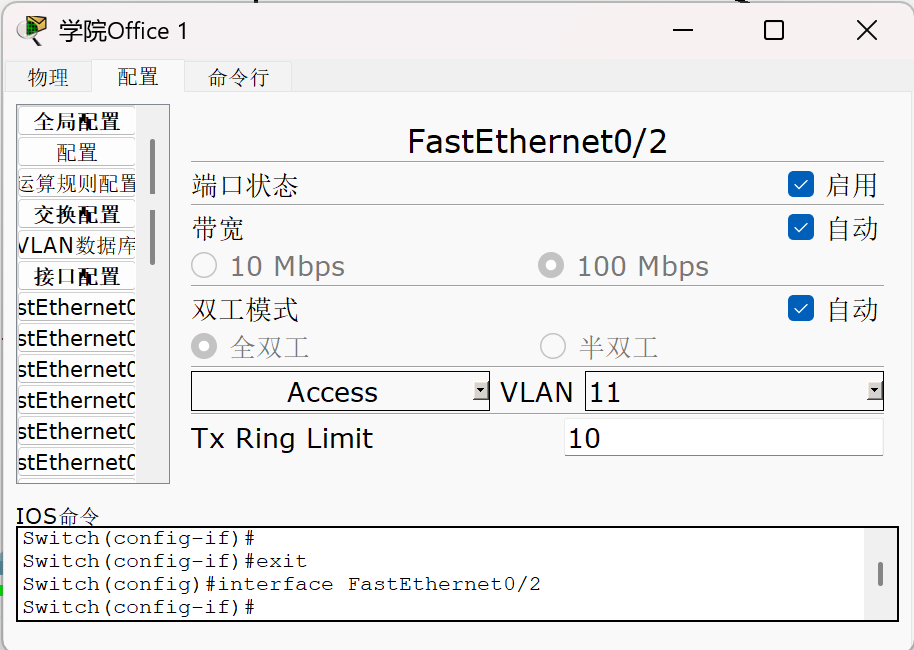 学院Office 1
物理 配置 命令行
全局配置
配置
运算规则配置
交换配置
VLAN数据库
接口配置
stEthernet0
stEthernet0
stEthernet0
stEthernet0
stEthernet0
stEthernet0
FastEthernet0/2
端口状态 启用
带宽 自动
10 Mbps 100 Mbps
双工模式 自动
全双工 半双工
Access VLAN 11
Tx Ring Limit 10
IOS命令
Switch(config-if)#
Switch(config-if)#exit
Switch(config)#interface FastEthernet0/2
Switch(config-if)#